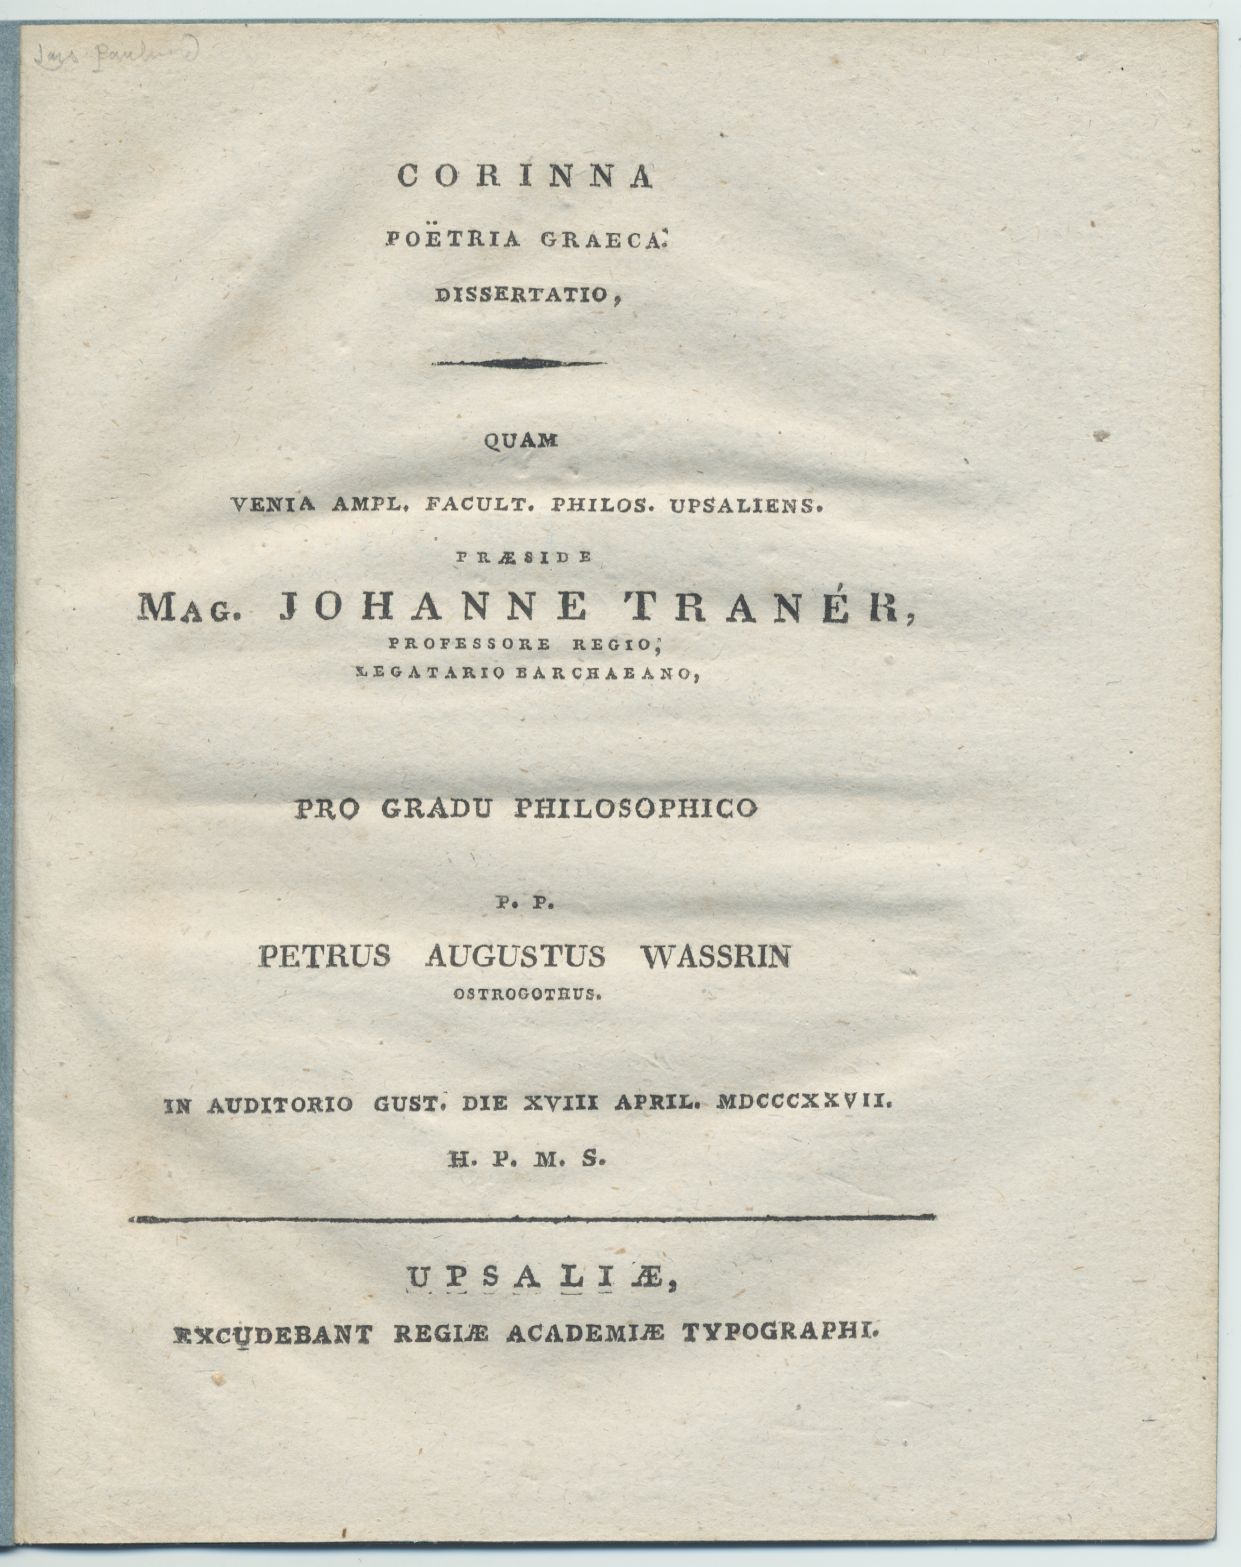 CORINNA
POËTRIA GRAECA.
DISSERTATIO,
QUAM
VENIA AMPL. FACULT. PHILOS. UPSALIENS.
PRÆSIDE
MAG. JOHANNE TRANÉR,
PROFESSORE REGIO,
LEGATARIO BARCHAEANO,
PRO GRADU PHILOSOPHICO
P. P.
PETRUS AUGUSTUS WASSRIN
OSTROGOTHUS.
IN AUDITORIO GUST. DIE XVIII APRIL. MDCCCXXVII.
H. P. M. S.
UPSALIÆ,
EXCUDEBANT REGIÆ ACADEMIÆ TYPOGRAPHI.